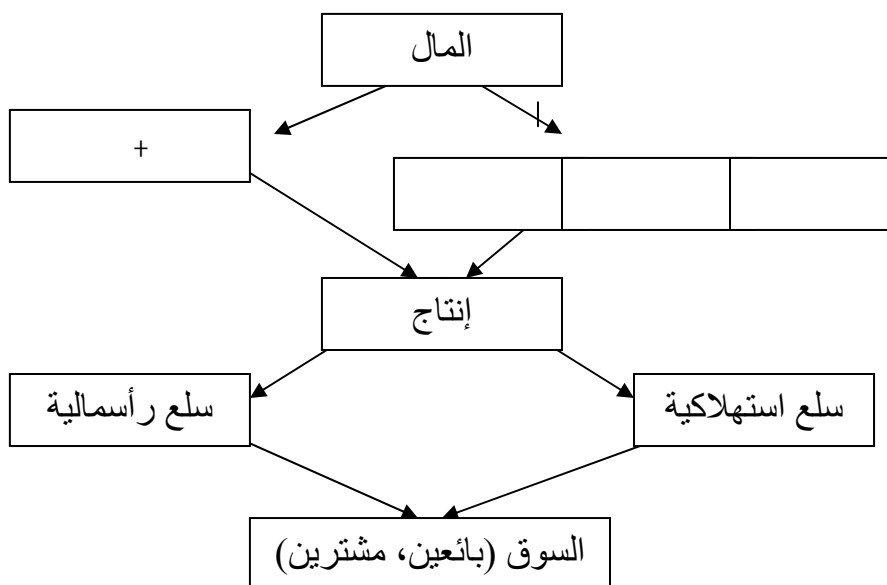 المال
+
إنتاج
سلع استهلاكية
سلع رأسمالية
السوق (بائعين، مشترين)